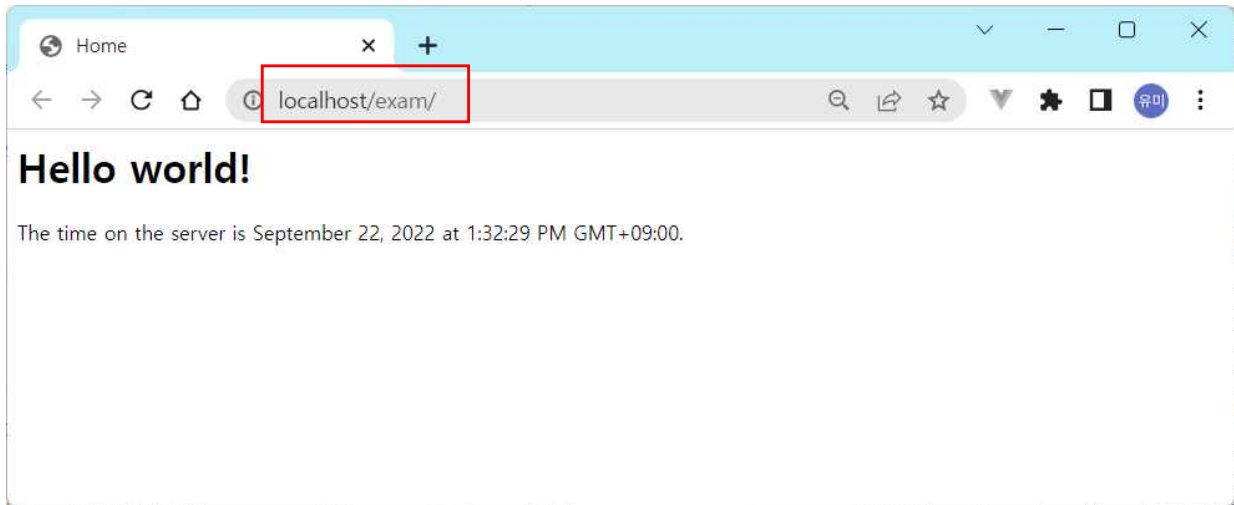 Home
localhost/exam/
유미
Hello world!
The time on the server is September 22, 2022 at 1:32:29 PM GMT+09:00.